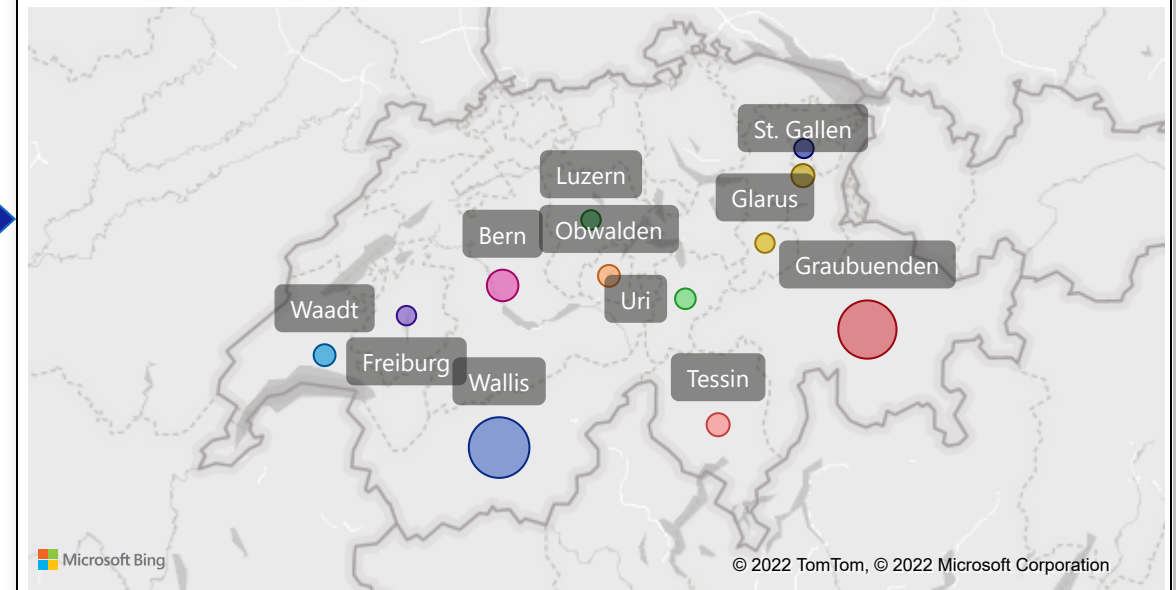 St. Gallen
Luzern
Glarus
Bern
Obwalden
Graubuenden
Waadt
Uri
Freiburg
Wallis
Tessin
Microsoft Bing
© 2022 TomTom, © 2022 Microsoft Corporation